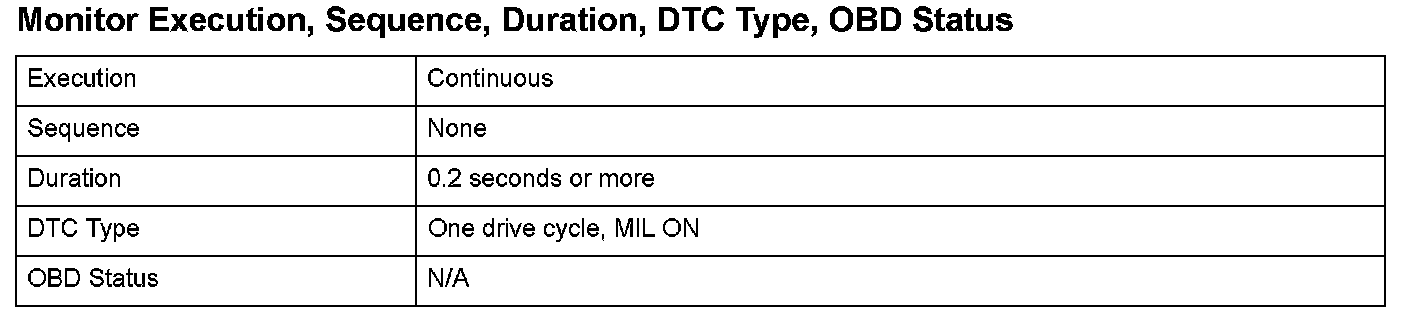 Monitor Execution, Sequence, Duration, DTC Type, OBD Status
Execution Continuous
Sequence None
Duration 0.2 seconds or more
DTC Type One drive cycle, MIL ON
OBD Status N/A